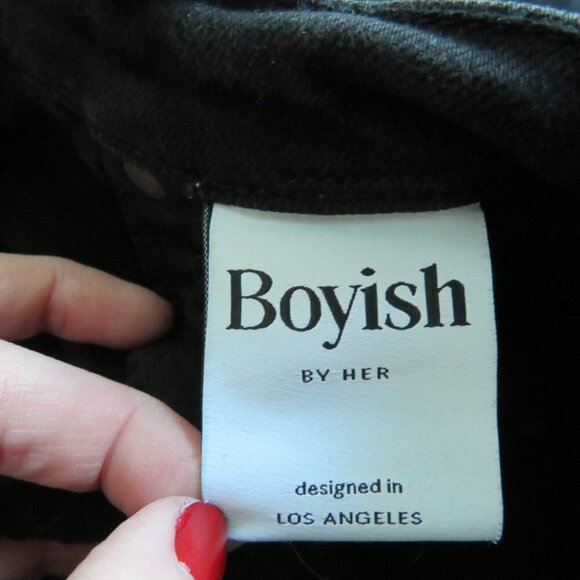 Boyish
BY HER
designed in
LOS ANGELES